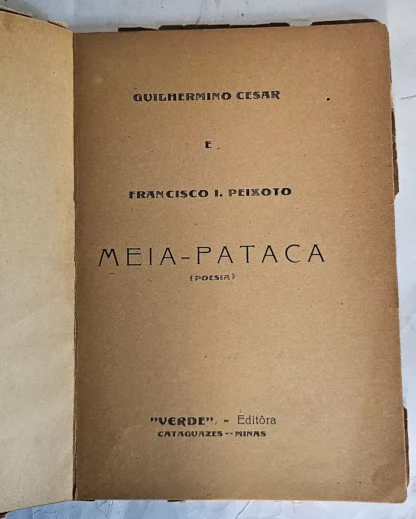 GUILHERMINO CESAR
E
FRANCISCO I. PEIXOTO
MEIA-PATACA
(POESIA)
"VERDE" - Editôra
CATAGUAZES -- MINAS